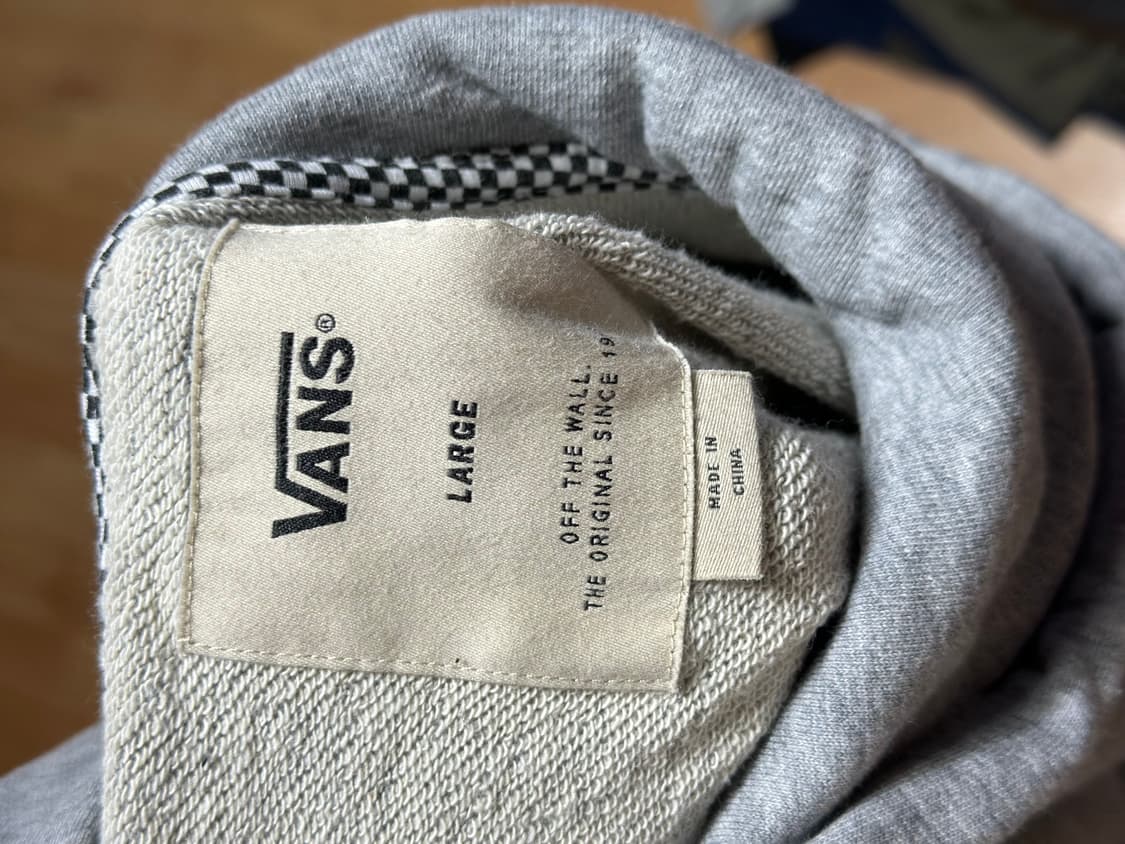 VANS®
LARGE
OFF THE WALL.
THE ORIGINAL SINCE 19
MADE IN
CHINA